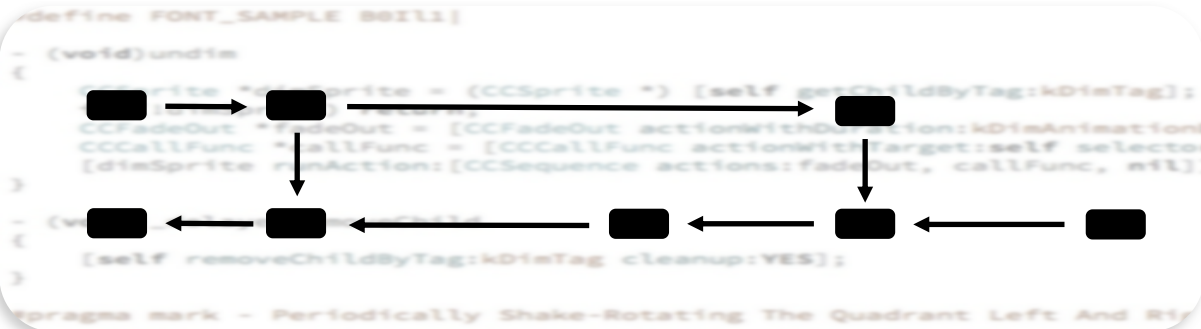 #define FONT_SAMPLE B0Il1|
- (void)undim
{
CCSprite *dimSprite = (CCSprite *) [self getChildByTag:kDimTag];
return;
CCFadeOut *fadeOut = [CCFadeOut actionWithDuration:kDimAnimation
CCCallFunc *callFunc = [CCCallFunc actionWithTarget:self selecto
[dimSprite runAction:[CCSequence actions:fadeOut, callFunc, nil]
}
{
[self removeChildByTag:kDimTag cleanup:YES];
}
#pragma mark - Periodically Shake-Rotating The Quadrant Left And Rig